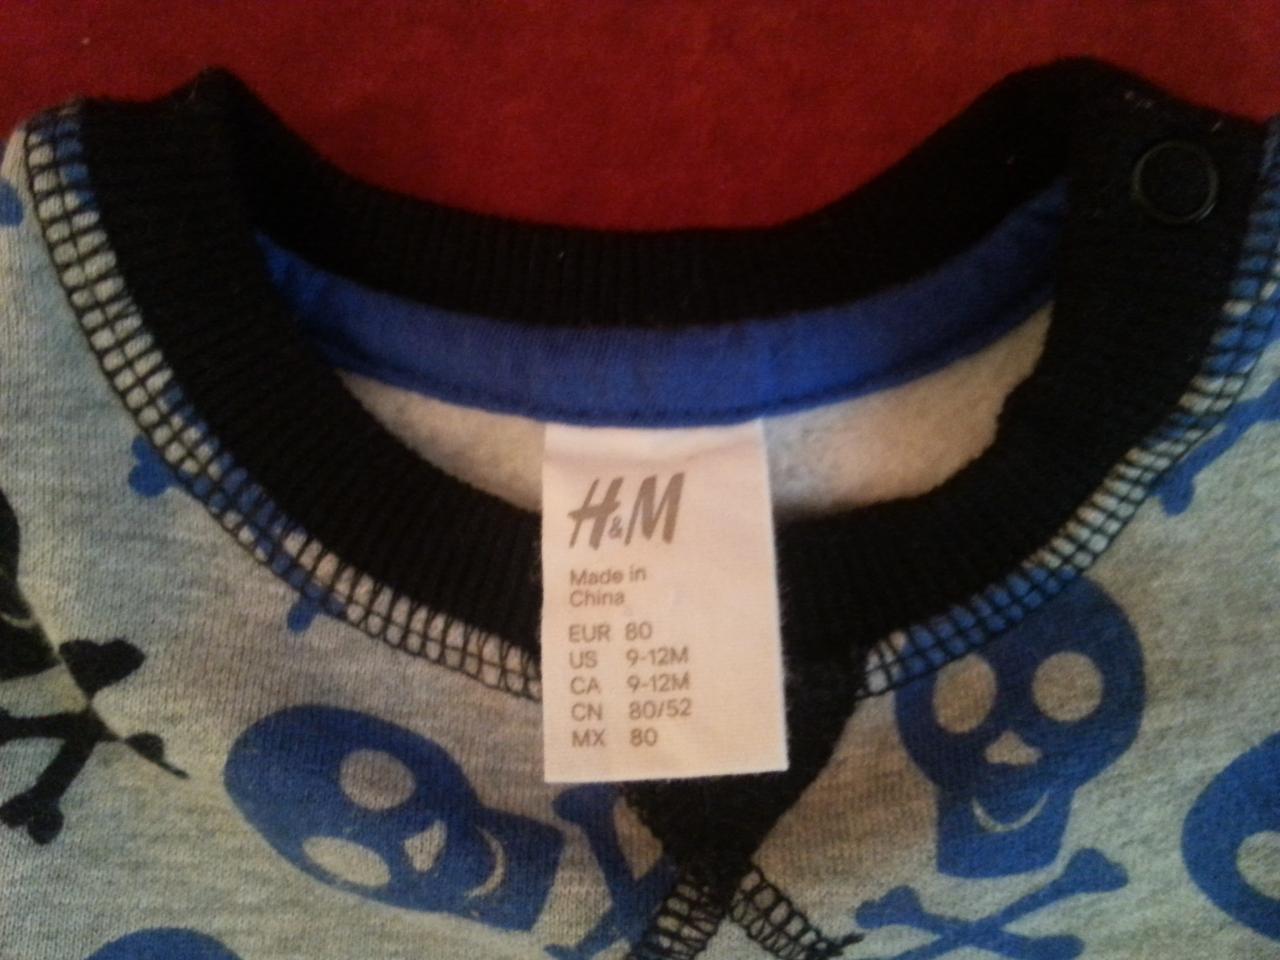 H&M
Made in
China
EUR 80
US 9-12M
CA 9-12M
CN 80/52
MX 80